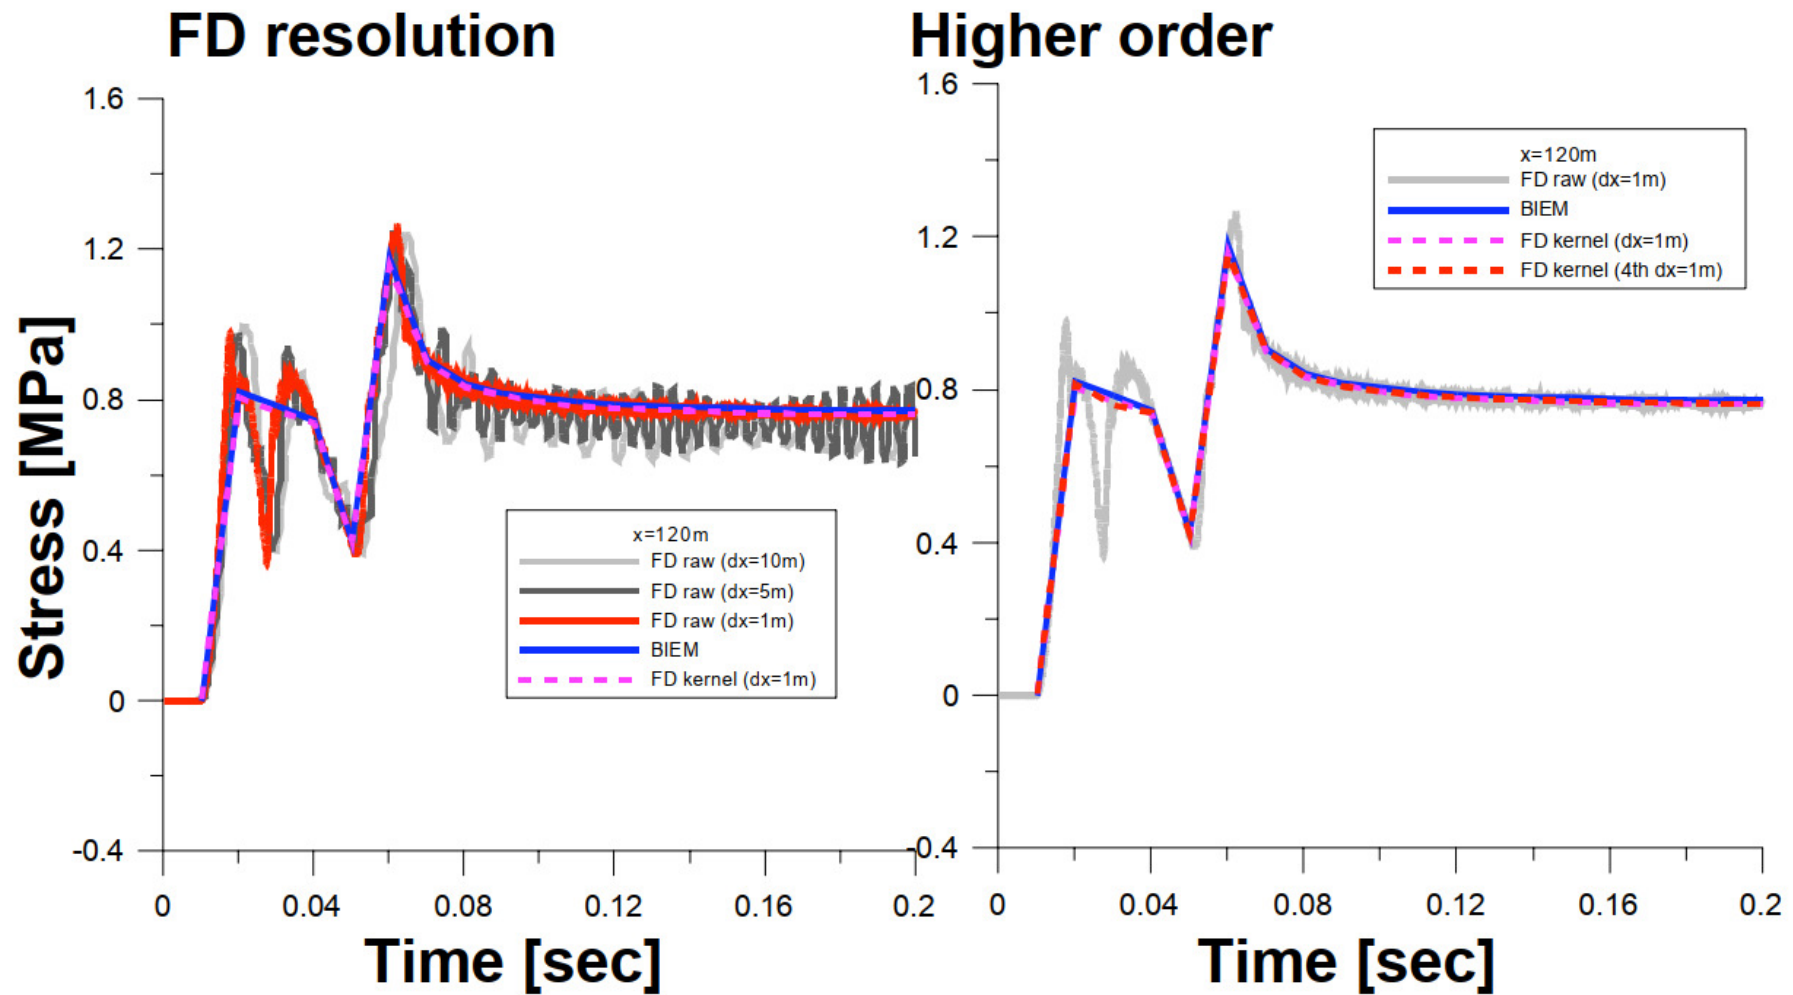 FD resolution
Stress [MPa]
1.6
1.2
0.8
0.4
0
-0.4
x=120m
FD raw (dx=10m)
FD raw (dx=5m)
FD raw (dx=1m)
BIEM
FD kernel (dx=1m)
0
0.04
0.08
0.12
0.16
0.2
Time [sec]
Higher order
1.6
1.2
0.8
0.4
0
-0.4
x=120m
FD raw (dx=1m)
BIEM
FD kernel (dx=1m)
FD kernel (4th dx=1m)
0
0.04
0.08
0.12
0.16
0.2
Time [sec]